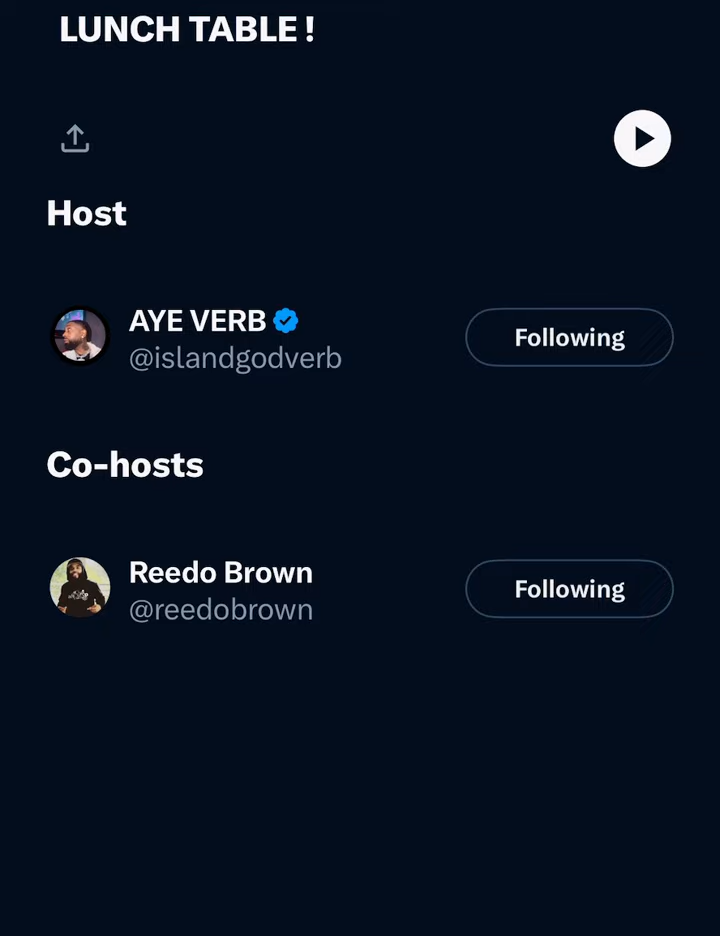 LUNCH TABLE !
Host
AYE VERB
Following
@islandgodverb
Co-hosts
Reedo Brown
Following
@reedobrown